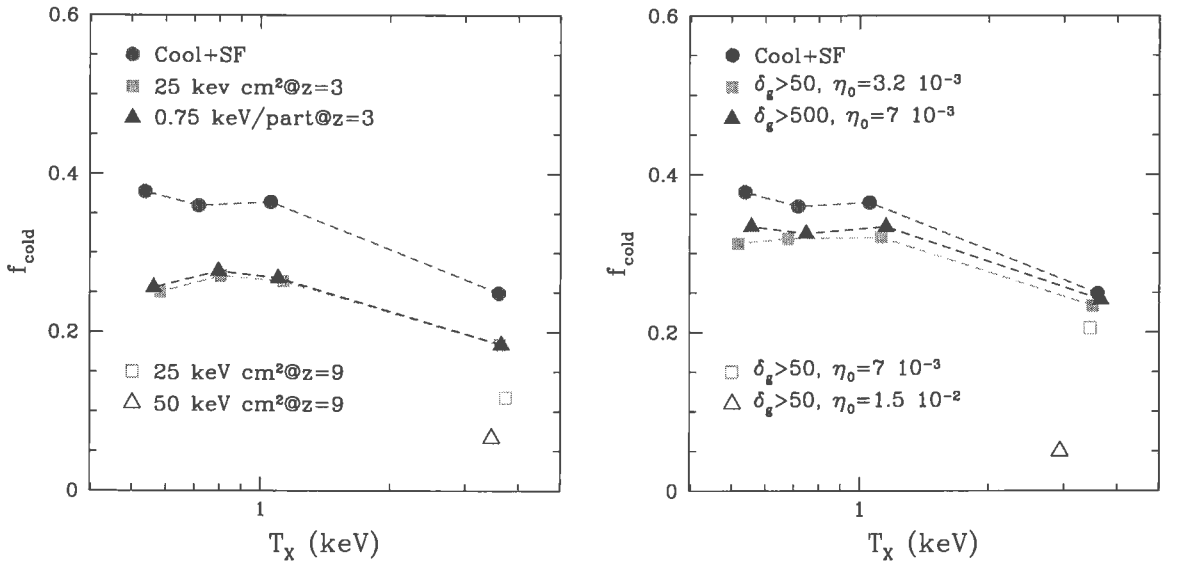 0.6
Cool+SF
25 kev cm²@z=3
0.75 keV/part@z=3
0.4
f_cold
0.2
25 keV cm²@z=9
50 keV cm²@z=9
0
1
T_X (keV)
0.6
Cool+SF
δ_g>50, η_0=3.2 10⁻³
δ_g>500, η_0=7 10⁻³
0.4
f_cold
0.2
δ_g>50, η_0=7 10⁻³
δ_g>50, η_0=1.5 10⁻²
0
1
T_X (keV)